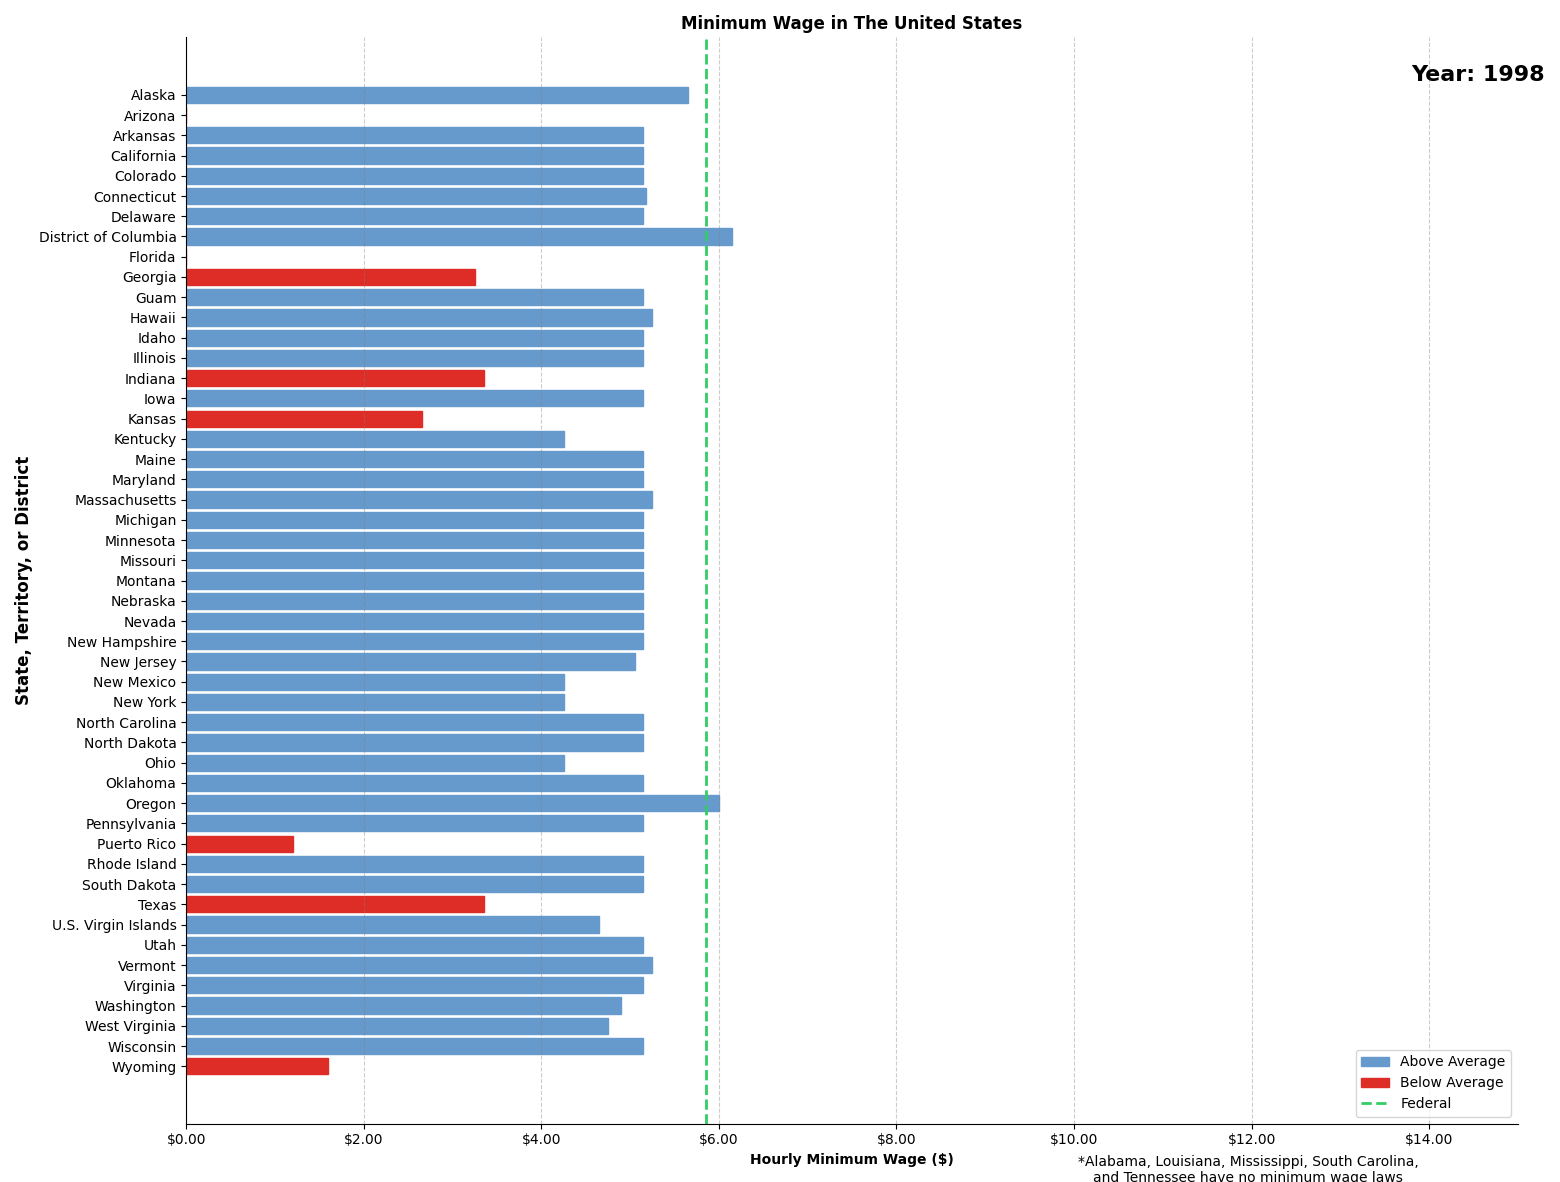 Minimum Wage in The United States
Year: 1998
State, Territory, or District
Alaska
Arizona
Arkansas
California
Colorado
Connecticut
Delaware
District of Columbia
Florida
Georgia
Guam
Hawaii
Idaho
Illinois
Indiana
Iowa
Kansas
Kentucky
Maine
Maryland
Massachusetts
Michigan
Minnesota
Missouri
Montana
Nebraska
Nevada
New Hampshire
New Jersey
New Mexico
New York
North Carolina
North Dakota
Ohio
Oklahoma
Oregon
Pennsylvania
Puerto Rico
Rhode Island
South Dakota
Texas
U.S. Virgin Islands
Utah
Vermont
Virginia
Washington
West Virginia
Wisconsin
Wyoming
Above Average
Below Average
Federal
$0.00 $2.00 $4.00 $6.00 $8.00 $10.00 $12.00 $14.00
Hourly Minimum Wage ($)
*Alabama, Louisiana, Mississippi, South Carolina,
and Tennessee have no minimum wage laws